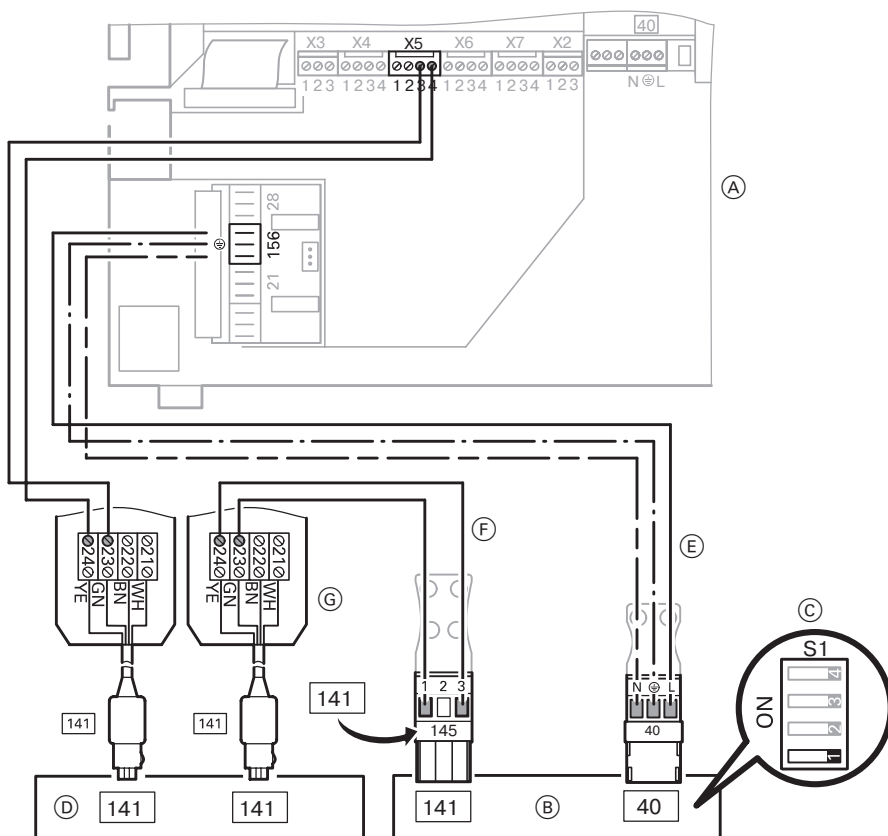 40
X3 X4 X5 X6 X7 X2
1 2 3 1 2 3 4 1 2 3 4 1 2 3 4 1 2 3 4 1 2 3
N L
A
28
156
21
F
E
C
S1
ON
4
3
2
1
24 23 22 21
YE GN BN WH
24 23 22 21
YE GN BN WH
G
141
141
141
1 2 3
145
N L
40
D
141
141
141
B
40